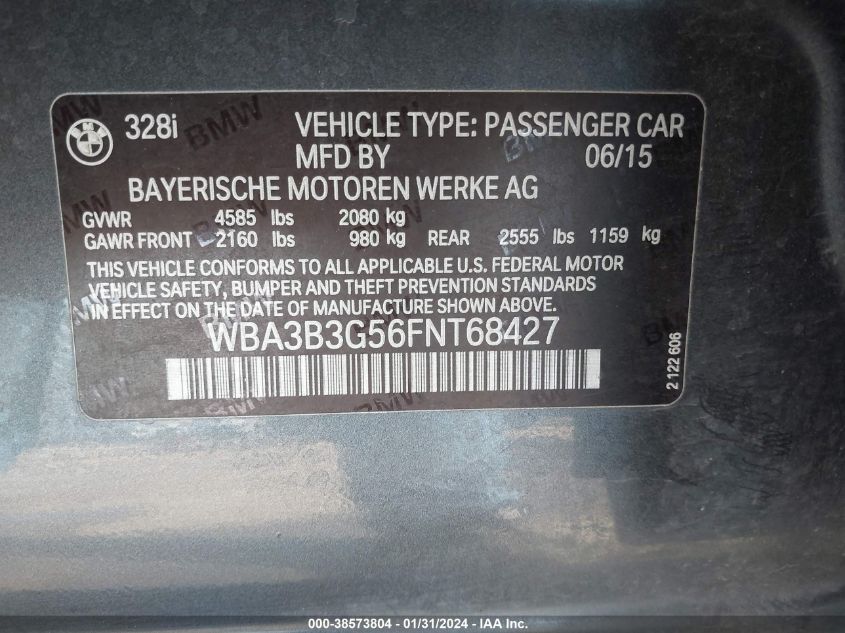 328i VEHICLE TYPE: PASSENGER CAR
MFD BY 06/15
BAYERISCHE MOTOREN WERKE AG
GVWR 4585 lbs 2080 kg
GAWR FRONT 2160 lbs 980 kg REAR 2555 lbs 1159 kg
THIS VEHICLE CONFORMS TO ALL APPLICABLE U.S. FEDERAL MOTOR
VEHICLE SAFETY, BUMPER AND THEFT PREVENTION STANDARDS
IN EFFECT ON THE DATE OF MANUFACTURE SHOWN ABOVE.
WBA3B3G56FNT68427
2 122 606
BMW
000-38573804 - 01/31/2024 - IAA Inc.